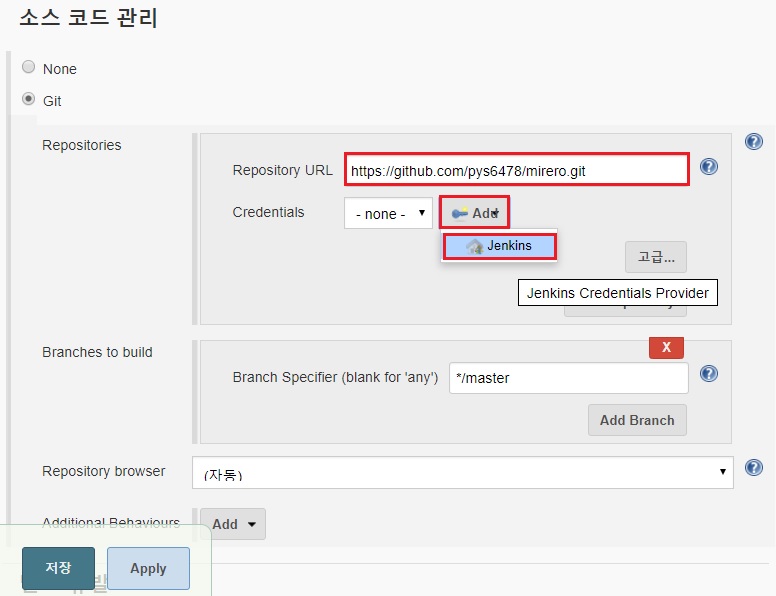 소스 코드 관리
None
Git
Repositories
Repository URL
https://github.com/pys6478/mirero.git
Credentials
- none -
Add
Jenkins
고급...
Jenkins Credentials Provider
Branches to build
X
Branch Specifier (blank for 'any')
*/master
Add Branch
Repository browser
(자동)
Additional Behaviours
Add
저장
Apply